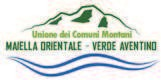 Unione dei Comuni Montani
MAIELLA ORIENTALE - VERDE AVENTINO